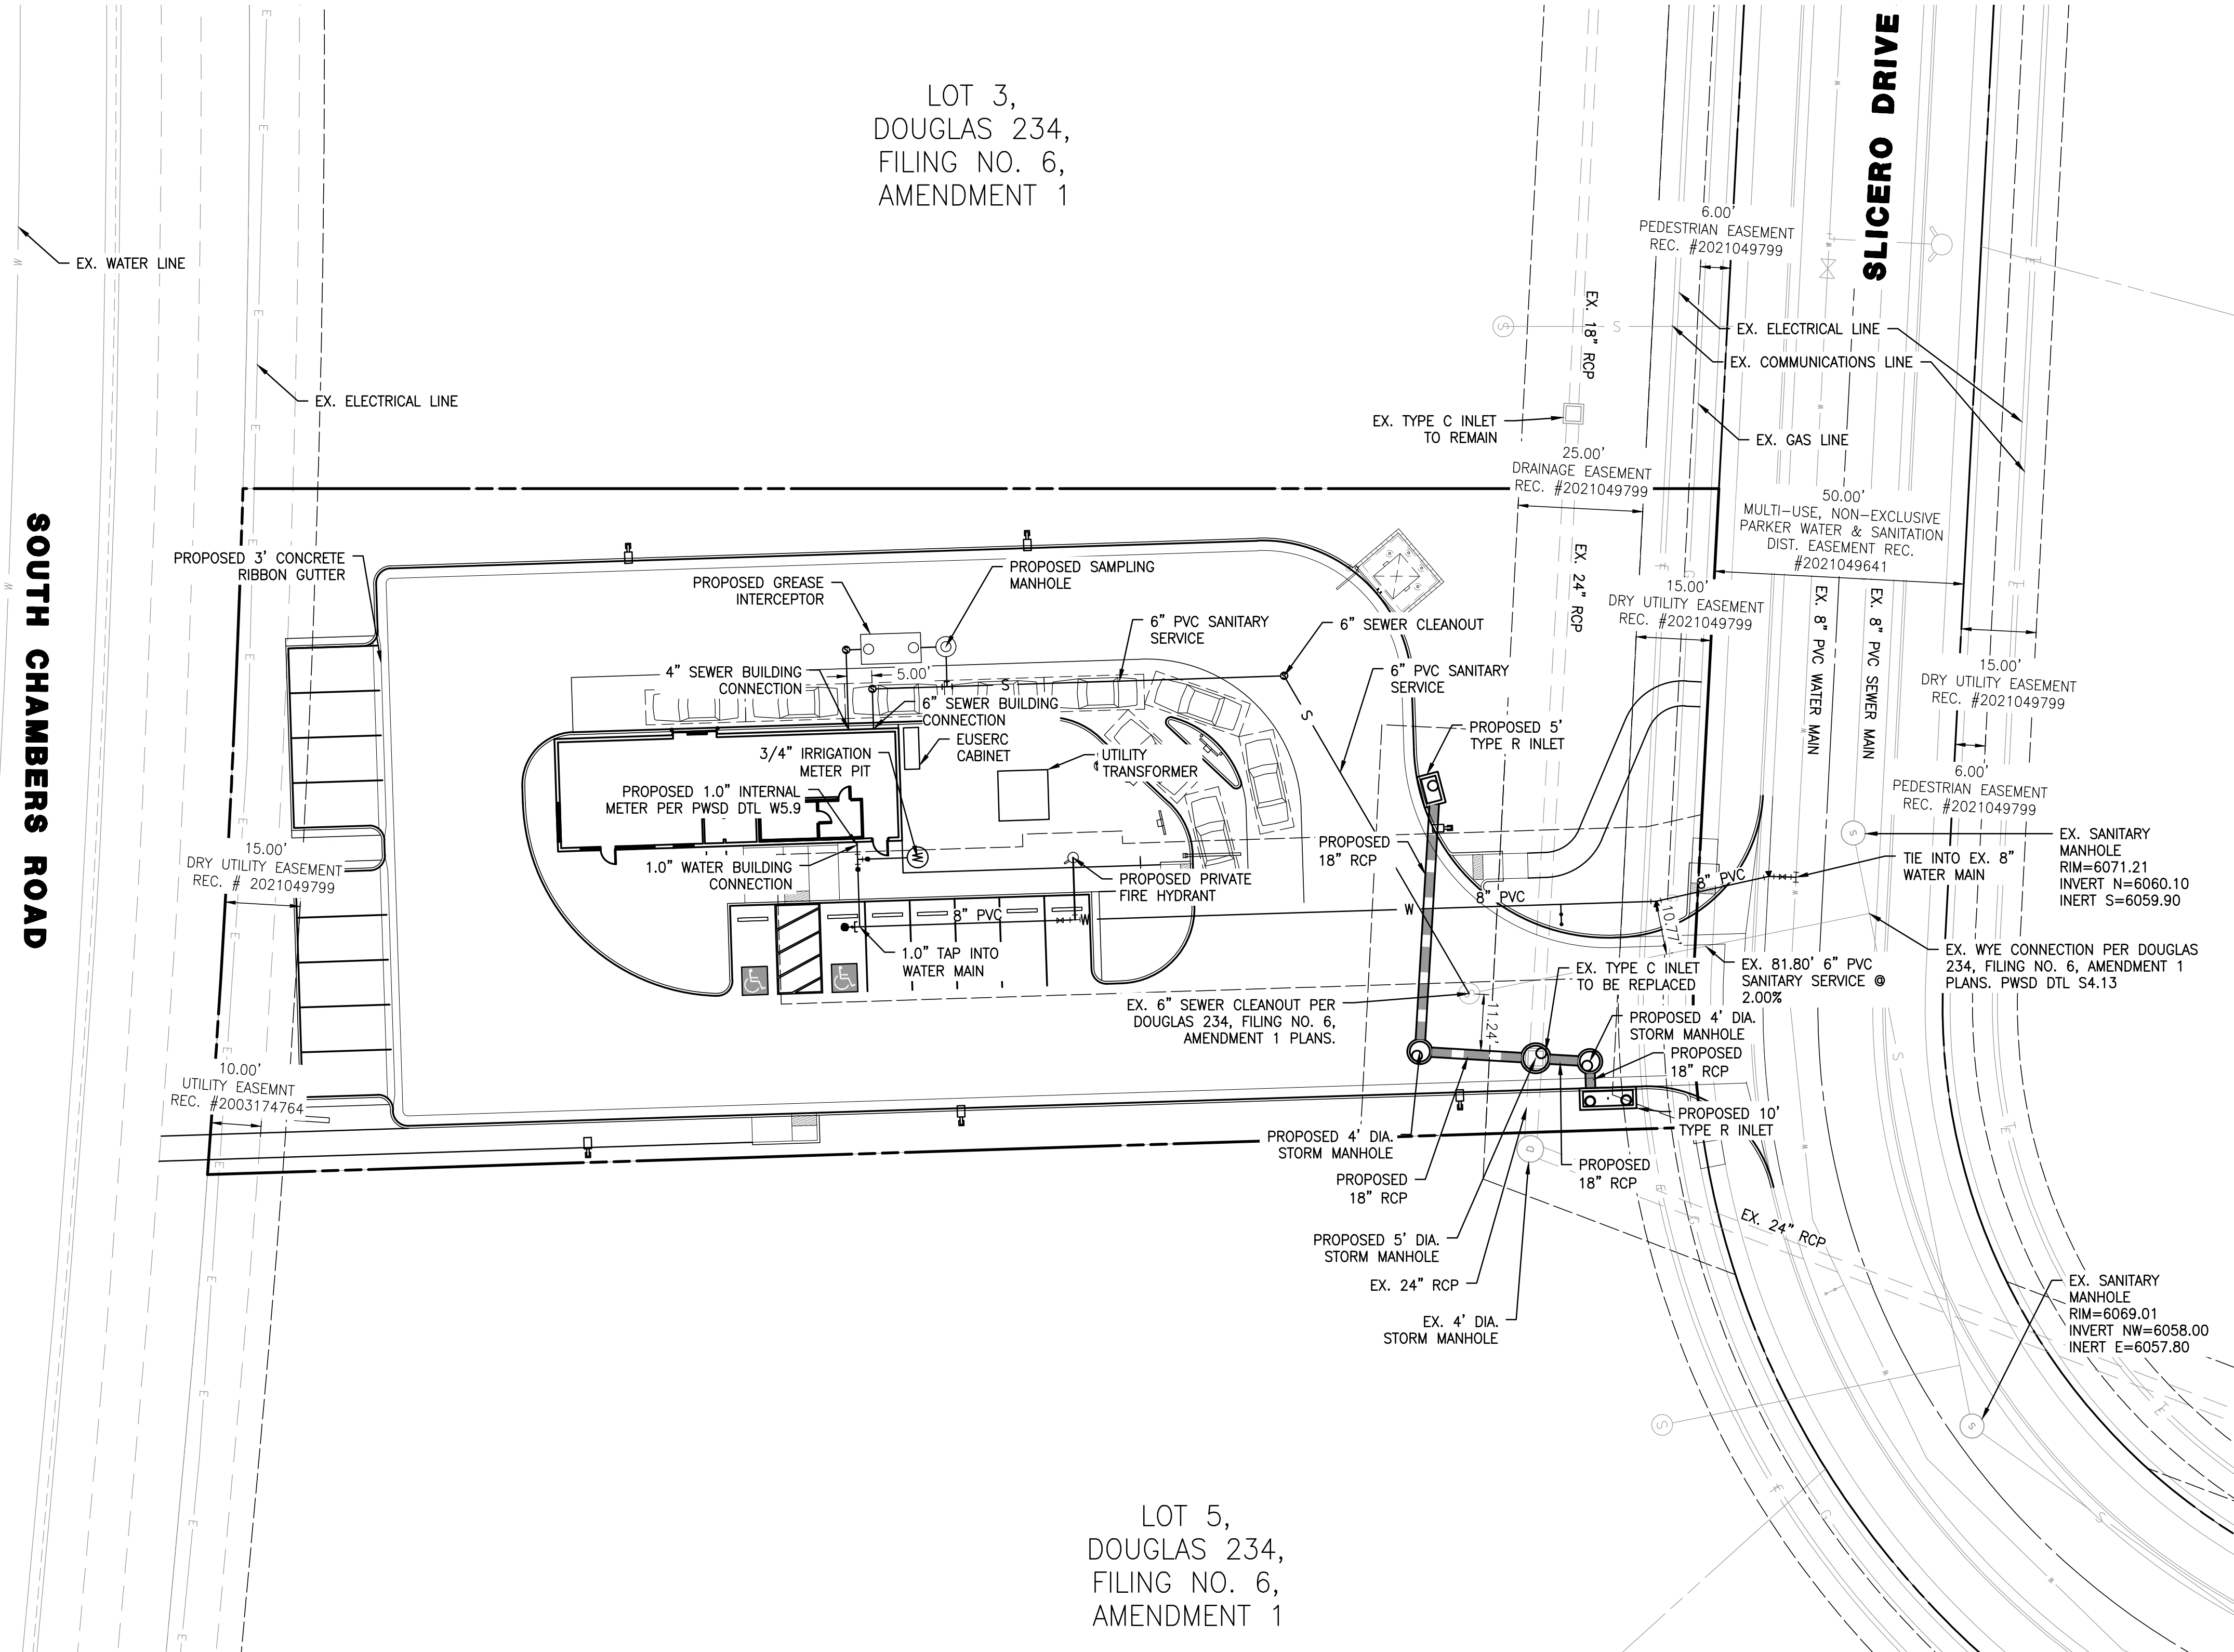 LOT 3,
DOUGLAS 234,
FILING NO. 6,
AMENDMENT 1
SLICERO DRIVE
6.00'
PEDESTRIAN EASEMENT
REC. #2021049799
EX. WATER LINE
EX. ELECTRICAL LINE
EX. 18" RCP
EX. ELECTRICAL LINE
EX. COMMUNICATIONS LINE
EX. TYPE C INLET
TO REMAIN
EX. GAS LINE
25.00'
DRAINAGE EASEMENT
REC. #2021049799
50.00'
MULTI-USE, NON-EXCLUSIVE
PARKER WATER & SANITATION
DIST. EASEMENT REC.
#2021049641
SOUTH CHAMBERS ROAD
PROPOSED 3' CONCRETE
RIBBON GUTTER
PROPOSED GREASE
INTERCEPTOR
PROPOSED SAMPLING
MANHOLE
6" PVC SANITARY
SERVICE
6" SEWER CLEANOUT
EX. 24" RCP
15.00'
DRY UTILITY EASEMENT
REC. #2021049799
EX. 8" PVC WATER MAIN
EX. 8" PVC SEWER MAIN
4" SEWER BUILDING
CONNECTION
5.00'
S
6" SEWER BUILDING
CONNECTION
6" PVC SANITARY
SERVICE
S
15.00'
DRY UTILITY EASEMENT
REC. #2021049799
EUSERC
CABINET
3/4" IRRIGATION
METER PIT
UTILITY
TRANSFORMER
PROPOSED 5'
TYPE R INLET
PROPOSED 1.0" INTERNAL
METER PER PWSD DTL W5.9
6.00'
PEDESTRIAN EASEMENT
REC. #2021049799
PROPOSED
18" RCP
EX. SANITARY
MANHOLE
RIM=6071.21
INVERT N=6060.10
INERT S=6059.90
TIE INTO EX. 8"
WATER MAIN
15.00'
DRY UTILITY EASEMENT
REC. # 2021049799
1.0" WATER BUILDING
CONNECTION
W
PROPOSED PRIVATE
FIRE HYDRANT
8" PVC
W
W
8" PVC
8" PVC
10.77'
1.0" TAP INTO
WATER MAIN
EX. WYE CONNECTION PER DOUGLAS
234, FILING NO. 6, AMENDMENT 1
PLANS. PWSD DTL S4.13
EX. TYPE C INLET
TO BE REPLACED
EX. 81.80' 6" PVC
SANITARY SERVICE @
2.00%
EX. 6" SEWER CLEANOUT PER
DOUGLAS 234, FILING NO. 6,
AMENDMENT 1 PLANS.
11.24'
PROPOSED 4' DIA.
STORM MANHOLE
PROPOSED
18" RCP
10.00'
UTILITY EASEMNT
REC. #2003174764
PROPOSED 10'
TYPE R INLET
PROPOSED 4' DIA.
STORM MANHOLE
D
PROPOSED
18" RCP
PROPOSED
18" RCP
EX. 24" RCP
PROPOSED 5' DIA.
STORM MANHOLE
EX. 24" RCP
EX. 4' DIA.
STORM MANHOLE
EX. SANITARY
MANHOLE
RIM=6069.01
INVERT NW=6058.00
INERT E=6057.80
LOT 5,
DOUGLAS 234,
FILING NO. 6,
AMENDMENT 1